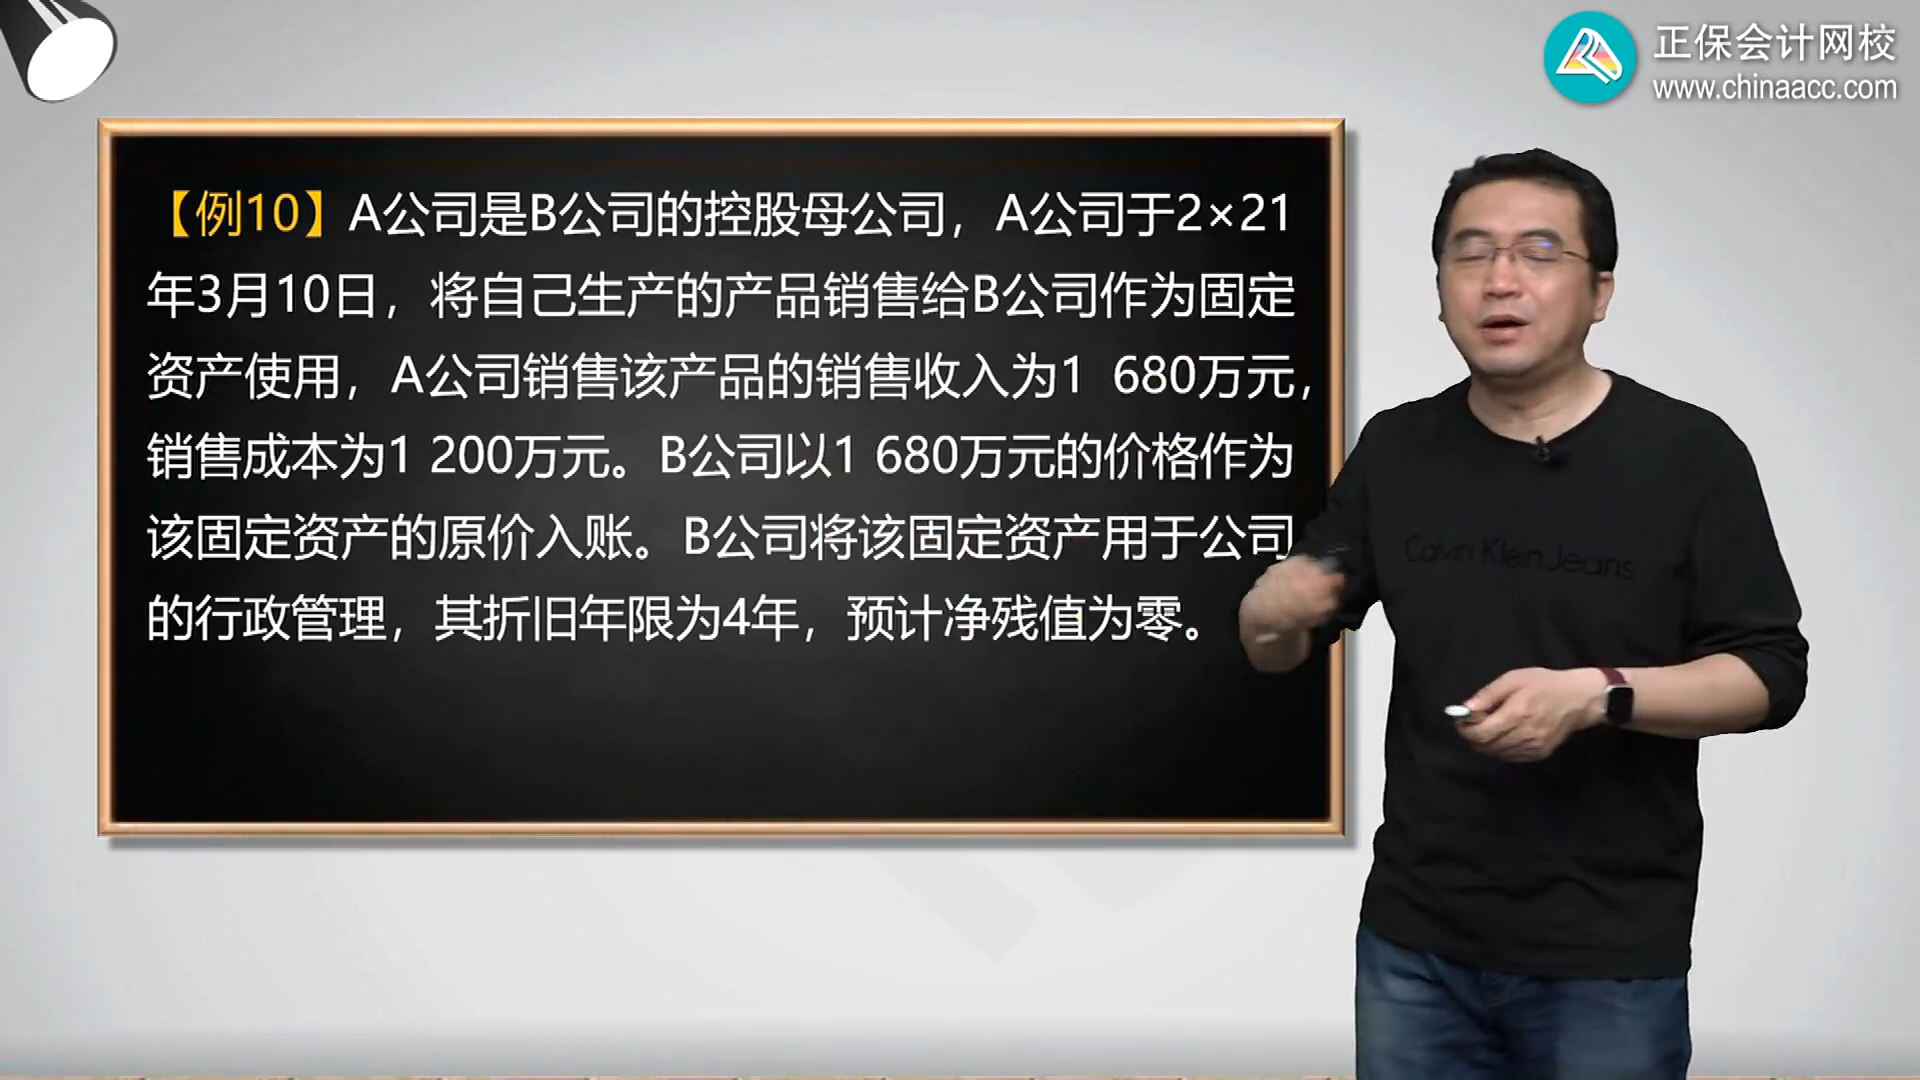 正保会计网校
www.chinaacc.com
【例10】A公司是B公司的控股母公司，A公司于2×21
年3月10日，将自己生产的产品销售给B公司作为固定
资产使用，A公司销售该产品的销售收入为1 680万元，
销售成本为1 200万元。B公司以1 680万元的价格作为
该固定资产的原价入账。B公司将该固定资产用于公司
的行政管理，其折旧年限为4年，预计净残值为零。
Calvin Klein Jeans